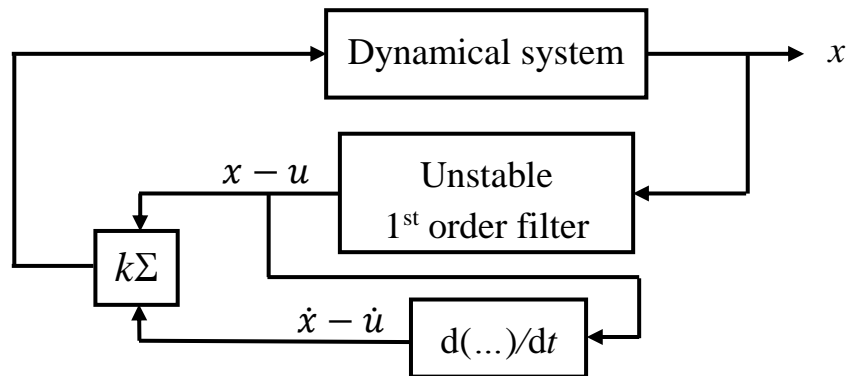 Dynamical system
x
x − u
Unstable
1st order filter
kΣ
ẋ − u̇
d(...)/dt